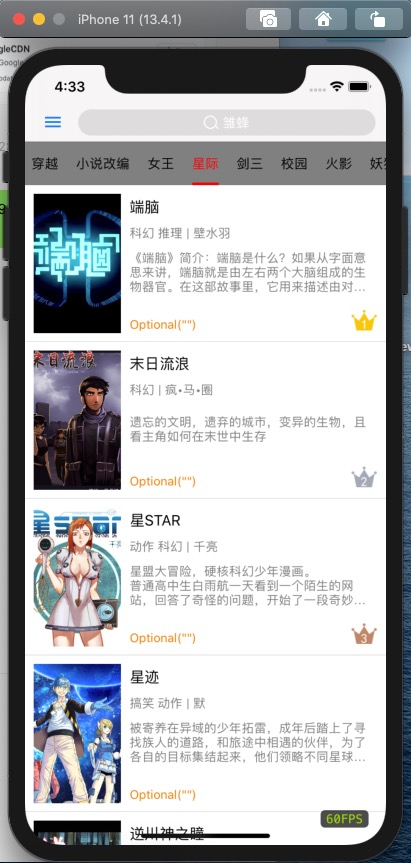 iPhone 11 (13.4.1)
gleCDN
Google
4:33
雏蜂
穿越 小说改编 女王 星际 剑三 校园 火影
端脑
端脑
科幻 推理 | 壁水羽
《端脑》简介：端脑是什么？如果从字面意
思来讲，端脑就是由左右两个大脑组成的生
物器官。在这部故事里，它用来描述由对...
Optional("")
1
末日流浪
末日流浪
科幻 | 疯•马•圈
遗忘的文明，遗弃的城市，变异的生物，且
看主角如何在末世中生存
Optional("")
2
星STAR
星STAR
动作 科幻 | 千亮
星盟大冒险，硬核科幻少年漫画。
普通高中生白雨航一天看到一个陌生的网
站，回答了奇怪的问题，开始了一段奇妙...
Optional("")
3
星迹
搞笑 动作 | 默
被寄养在异域的少年拓雷，成年后踏上了寻
找族人的道路，和旅途中相遇的伙伴，为了
各自的目标集结起来，他们领略不同星球...
Optional("")
60FPS
逆川神之瞳